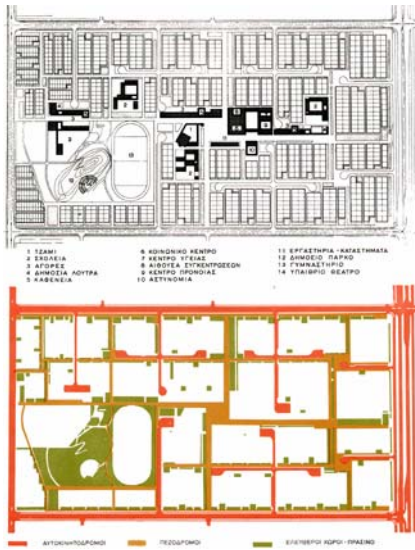 1 ΤΖΑΜΙ
2 ΣΧΟΛΕΙΑ
3 ΑΓΟΡΕΣ
4 ΔΗΜΟΣΙΑ ΛΟΥΤΡΑ
5 ΚΑΦΕΝΕΙΑ
6 ΚΟΙΝΩΝΙΚΟ ΚΕΝΤΡΟ
7 ΚΕΝΤΡΟ ΥΓΕΙΑΣ
8 ΑΙΘΟΥΣΑ ΣΥΓΚΕΝΤΡΩΣΕΩΝ
9 ΚΕΝΤΡΟ ΠΡΟΝΟΙΑΣ
10 ΑΣΤΥΝΟΜΙΑ
11 ΕΡΓΑΣΤΗΡΙΑ - ΚΑΤΑΣΤΗΜΑΤΑ
12 ΔΗΜΟΣΙΟ ΠΑΡΚΟ
13 ΓΥΜΝΑΣΤΗΡΙΟ
14 ΥΠΑΙΘΡΙΟ ΘΕΑΤΡΟ
ΑΥΤΟΚΙΝΗΤΟΔΡΟΜΟΙ
ΠΕΖΟΔΡΟΜΟΙ
ΕΛΕΥΘΕΡΟΙ ΧΩΡΟΙ - ΠΡΑΣΙΝΟ